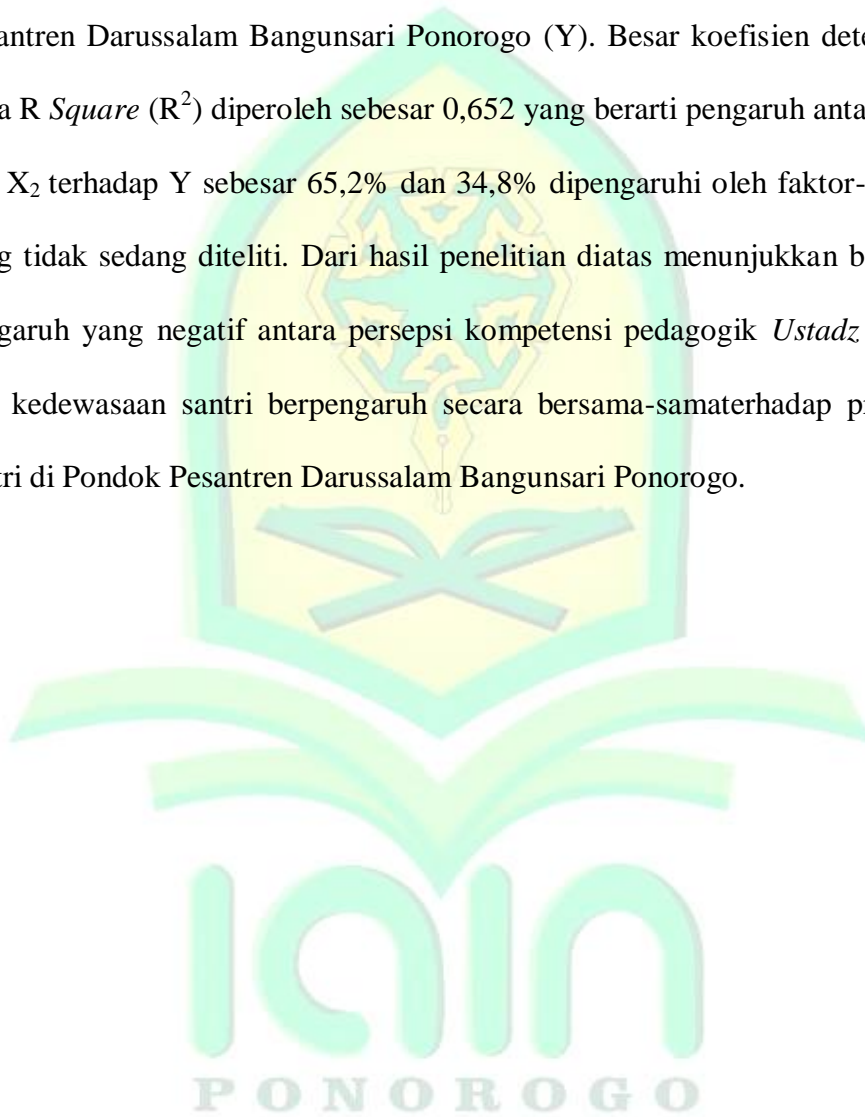 antren Darussalam Bangunsari Ponorogo (Y). Besar koefisien dete
a R Square (R²) diperoleh sebesar 0,652 yang berarti pengaruh anta
X₂ terhadap Y sebesar 65,2% dan 34,8% dipengaruhi oleh faktor-
g tidak sedang diteliti. Dari hasil penelitian diatas menunjukkan b
garuh yang negatif antara persepsi kompetensi pedagogik Ustadz
kedewasaan santri berpengaruh secara bersama-samaterhadap p
tri di Pondok Pesantren Darussalam Bangunsari Ponorogo.
iain
PONOROGO